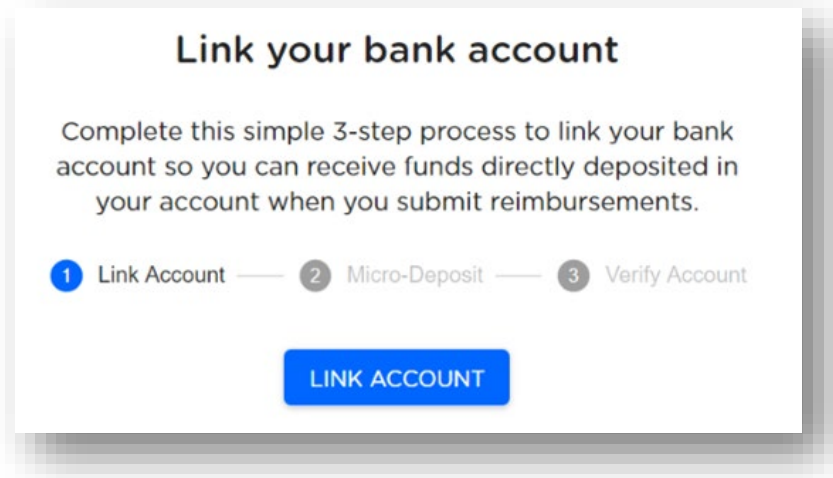 Link your bank account
Complete this simple 3-step process to link your bank
account so you can receive funds directly deposited in
your account when you submit reimbursements.
1 Link Account 2 Micro-Deposit 3 Verify Account
LINK ACCOUNT